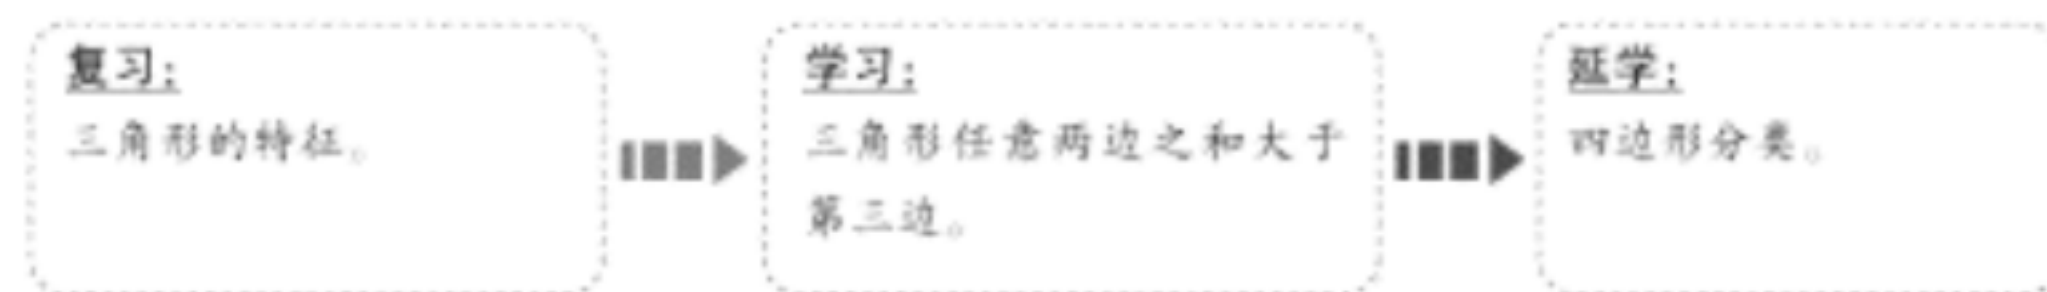 复习：
三角形的特征。
学习：
三角形任意两边之和大于
第三边。
延学：
四边形分类。